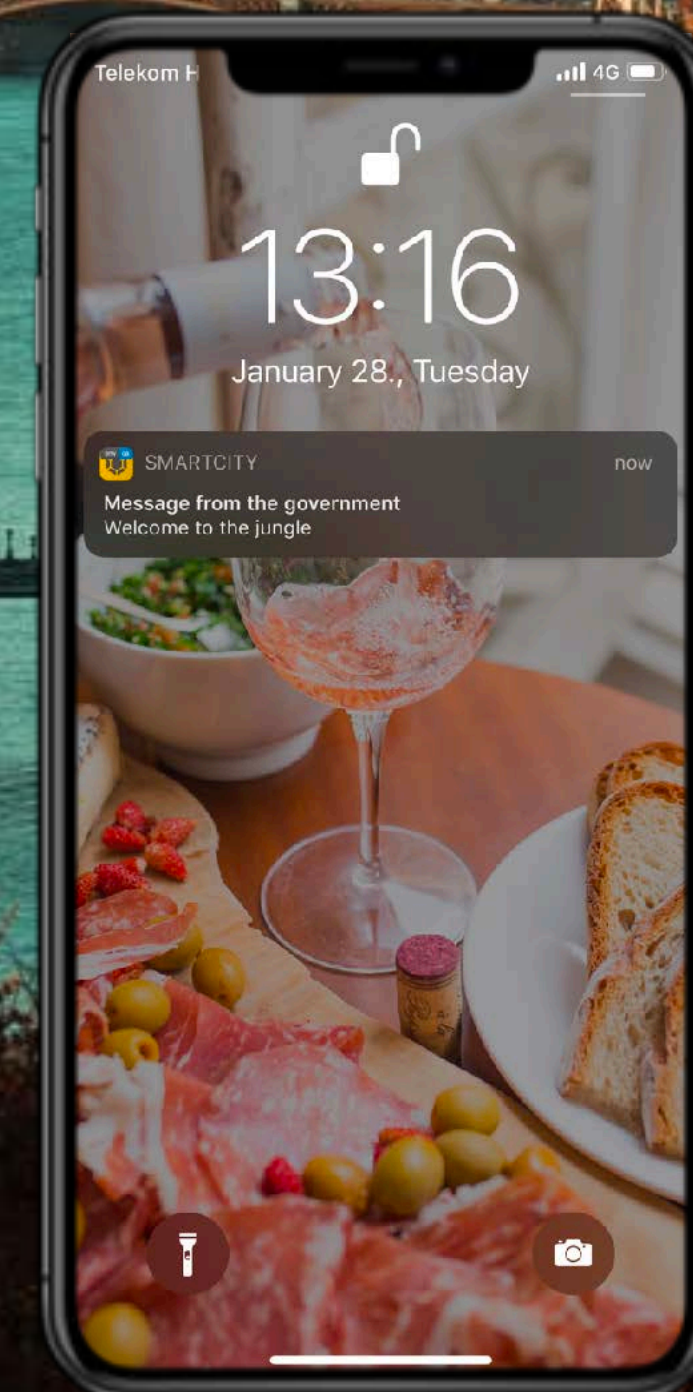 Telekom H
4G
13:16
January 28., Tuesday
SMARTCITY
now
Message from the government
Welcome to the jungle